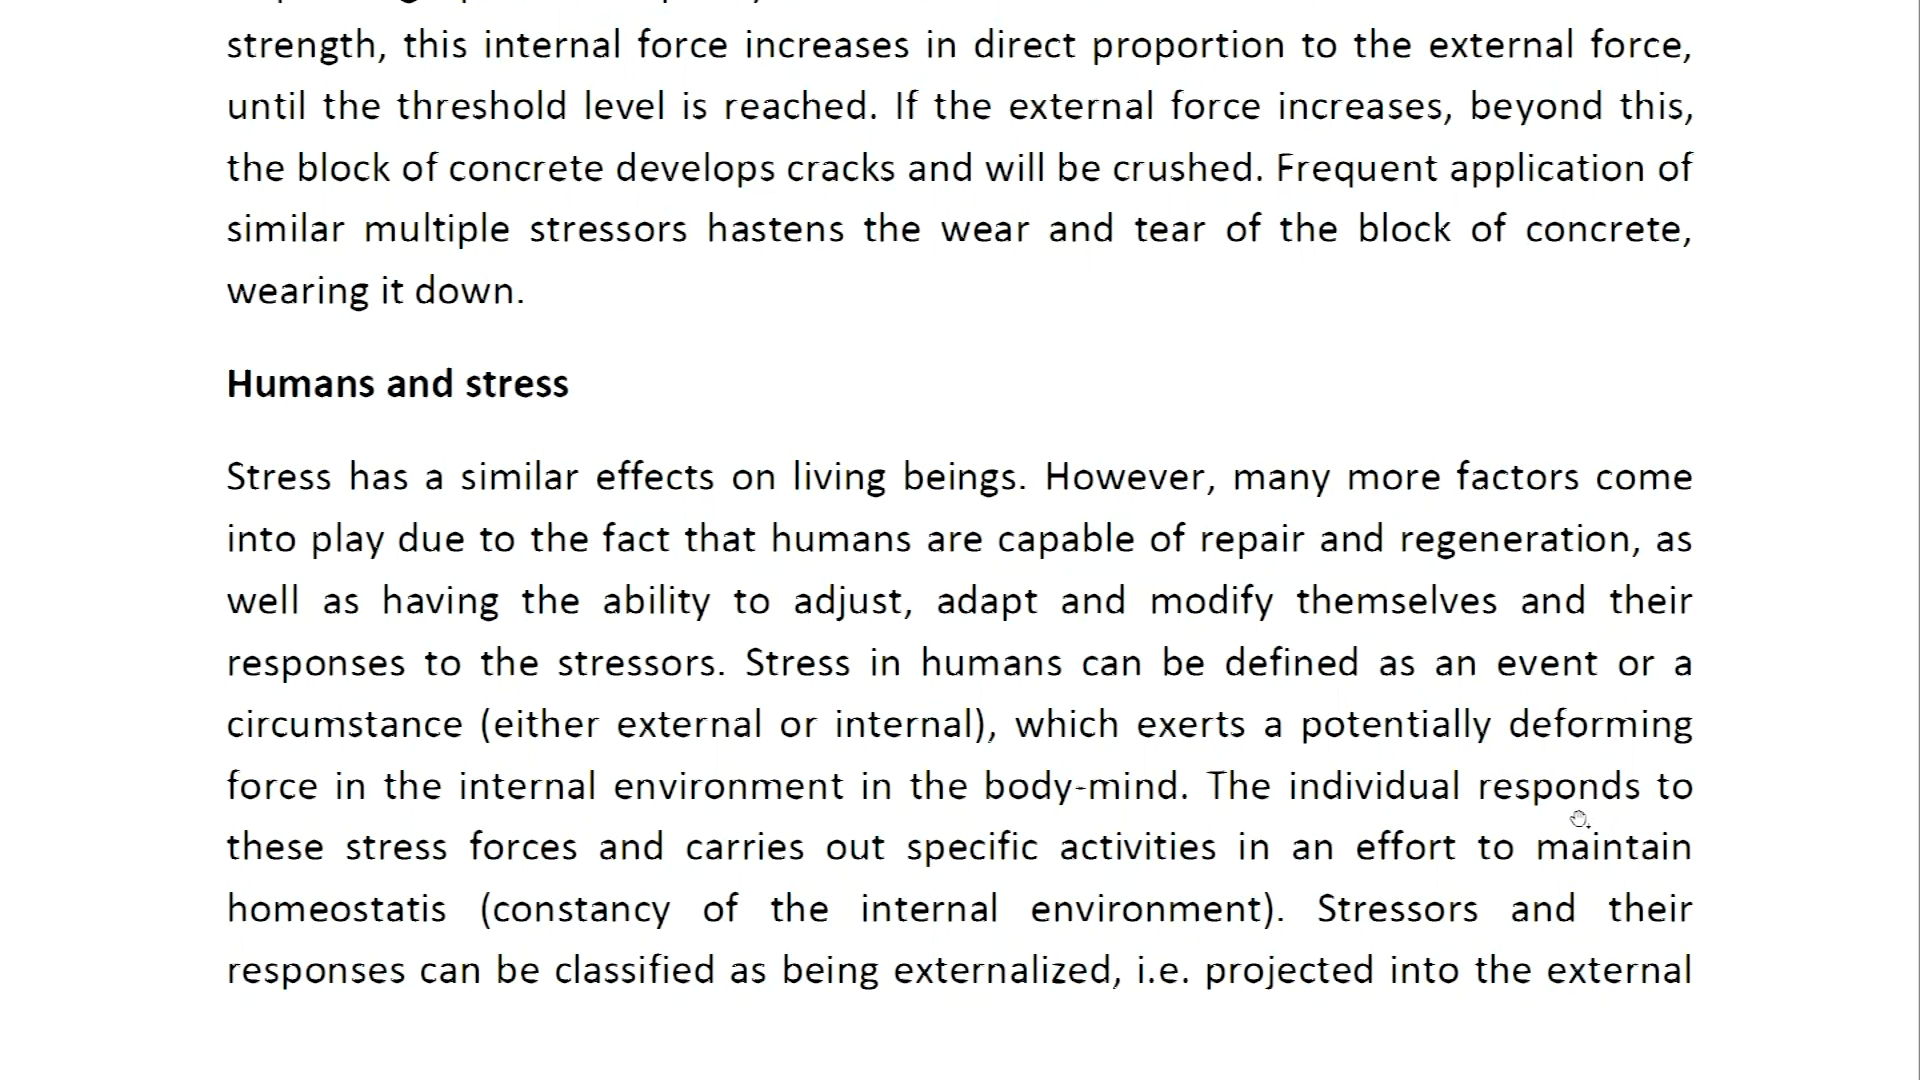 strength, this internal force increases in direct proportion to the external force,
until the threshold level is reached. If the external force increases, beyond this,
the block of concrete develops cracks and will be crushed. Frequent application of
similar multiple stressors hastens the wear and tear of the block of concrete,
wearing it down.
Humans and stress
Stress has a similar effects on living beings. However, many more factors come
into play due to the fact that humans are capable of repair and regeneration, as
well as having the ability to adjust, adapt and modify themselves and their
responses to the stressors. Stress in humans can be defined as an event or a
circumstance (either external or internal), which exerts a potentially deforming
force in the internal environment in the body-mind. The individual responds to
these stress forces and carries out specific activities in an effort to maintain
homeostatis (constancy of the internal environment). Stressors and their
responses can be classified as being externalized, i.e. projected into the external